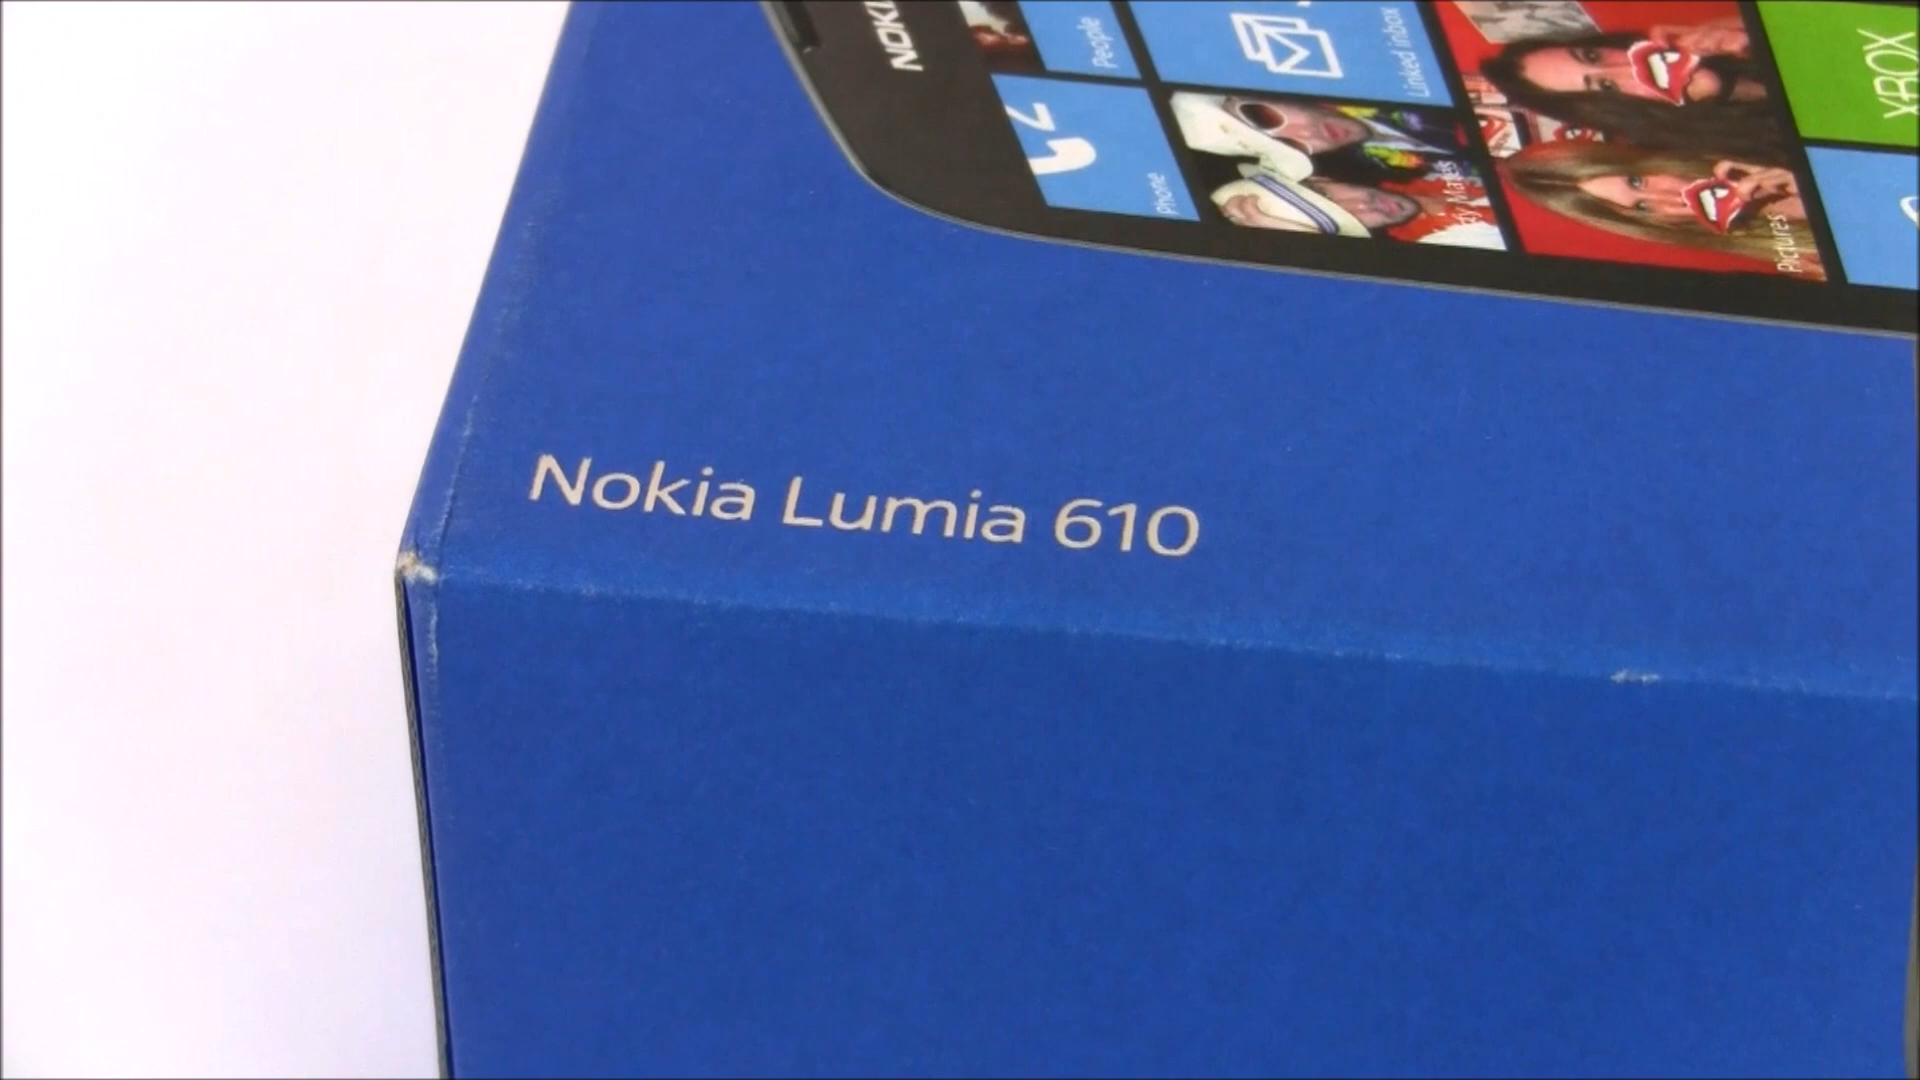 NOKIA
People
Linked inbox
XBOX
Phone
Pictures
Nokia Lumia 610